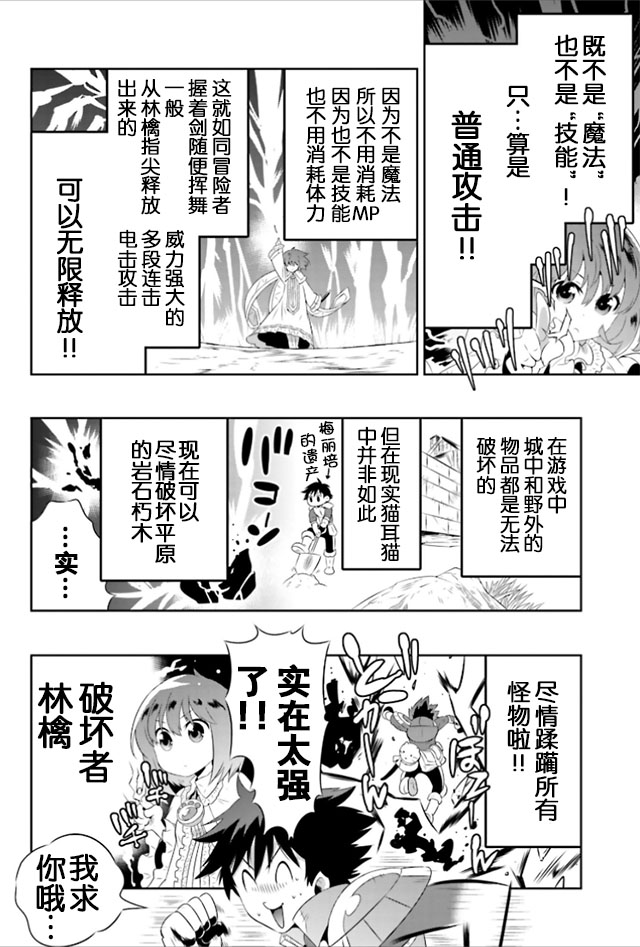 既不是“魔法”
也不是“技能”！
只…算是
普通攻击!!
因为不是魔法
所以不用消耗MP
因为也不是技能
也不用消耗体力
这就如同冒险者
握着剑随便挥舞
一般
从林檎指尖释放
出来的
威力强大的
多段连击
电击攻击
可以无限释放!!
在游戏中
城中和野外的
物品都是无法
破坏的
但在现实猫耳猫
中并非如此
梅丽培
的遗产
现在可以
尽情破坏平原
的岩石朽木
…实…
尽情蹂躏所有
怪物啦!!
实在太强
了!!
破坏者
林檎
我求
你哦…